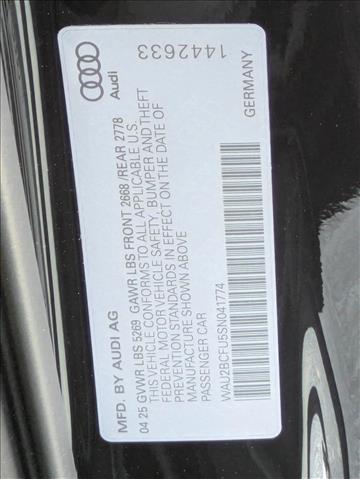 MFD. BY AUDI AG
04 25 GVWR LBS 5269 GAWR LBS FRONT 2668 /REAR 2778
THIS VEHICLE CONFORMS TO ALL APPLICABLE U.S.
FEDERAL MOTOR VEHICLE SAFETY, BUMPER AND THEFT
PREVENTION STANDARDS IN EFFECT ON THE DATE OF
MANUFACTURE SHOWN ABOVE
PASSENGER CAR
WAU2BCFU5SN041774
Audi
1442633
GERMANY